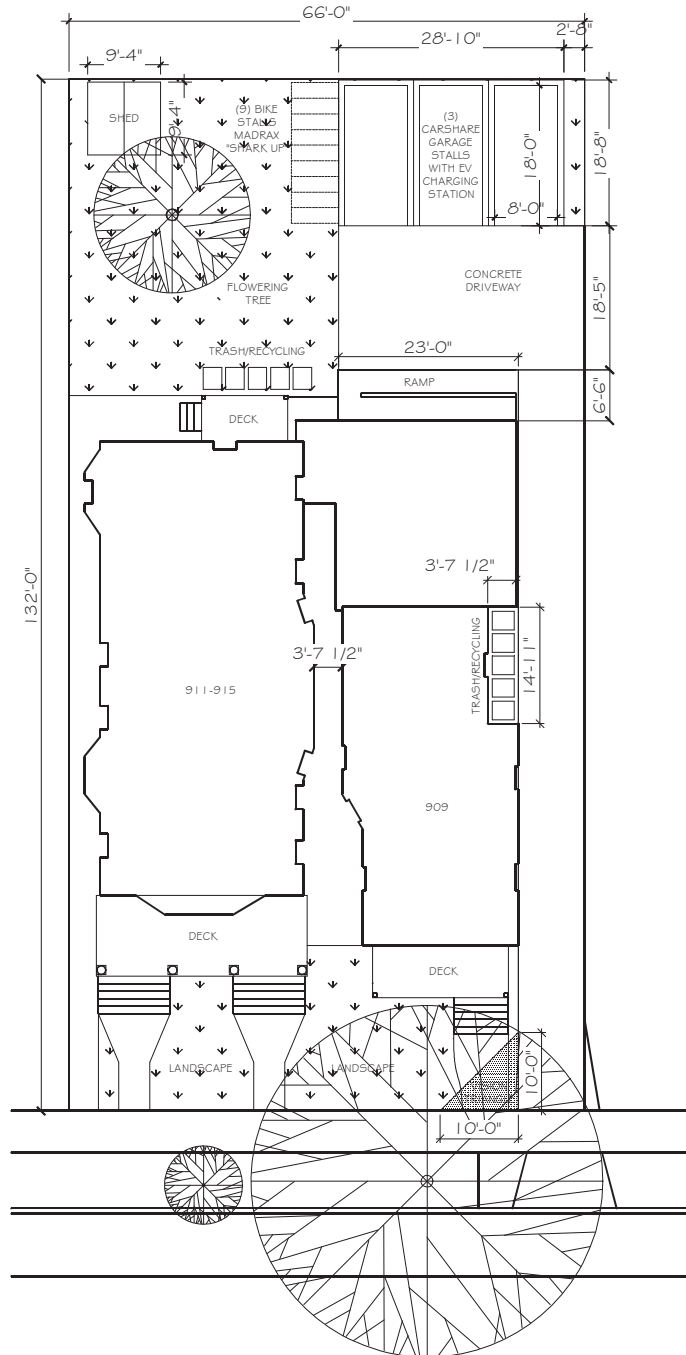 66'-0"
28'-10"
2'-8"
9'-4"
SHED
9'-4"
(9) BIKE
STALLS
MADRAX
"SHARK UP"
(3)
CARSHARE
GARAGE
STALLS
WITH EV
CHARGING
STATION
18'-0"
8'-0"
18'-8"
FLOWERING
TREE
CONCRETE
DRIVEWAY
18'-5"
TRASH/RECYCLING
23'-0"
RAMP
6'-6"
DECK
132'-0"
3'-7 1/2"
3'-7 1/2"
TRASH/RECYCLING
14'-11"
911-915
909
DECK
DECK
LANDSCAPE
LANDSCAPE
10'-0"
10'-0"